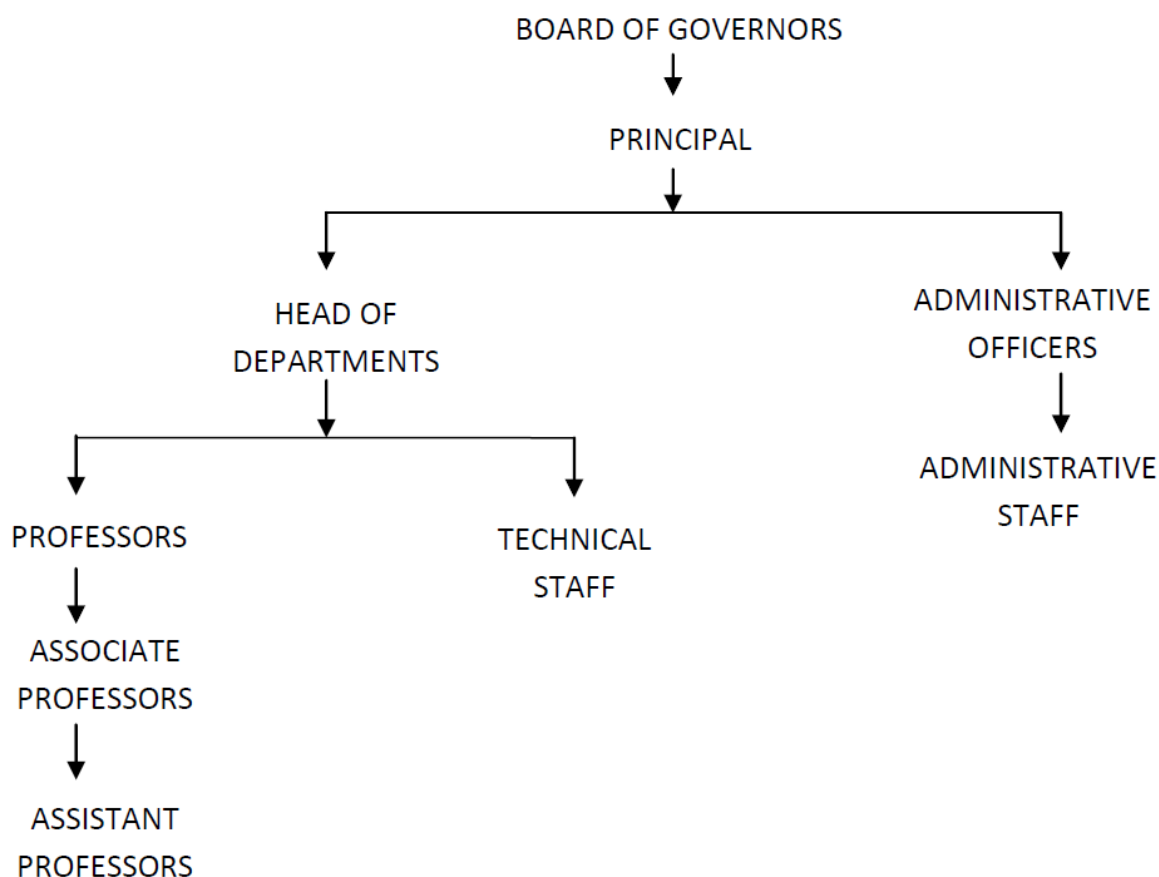 BOARD OF GOVERNORS
PRINCIPAL
HEAD OF
DEPARTMENTS
ADMINISTRATIVE
OFFICERS
PROFESSORS
TECHNICAL
STAFF
ADMINISTRATIVE
STAFF
ASSOCIATE
PROFESSORS
ASSISTANT
PROFESSORS